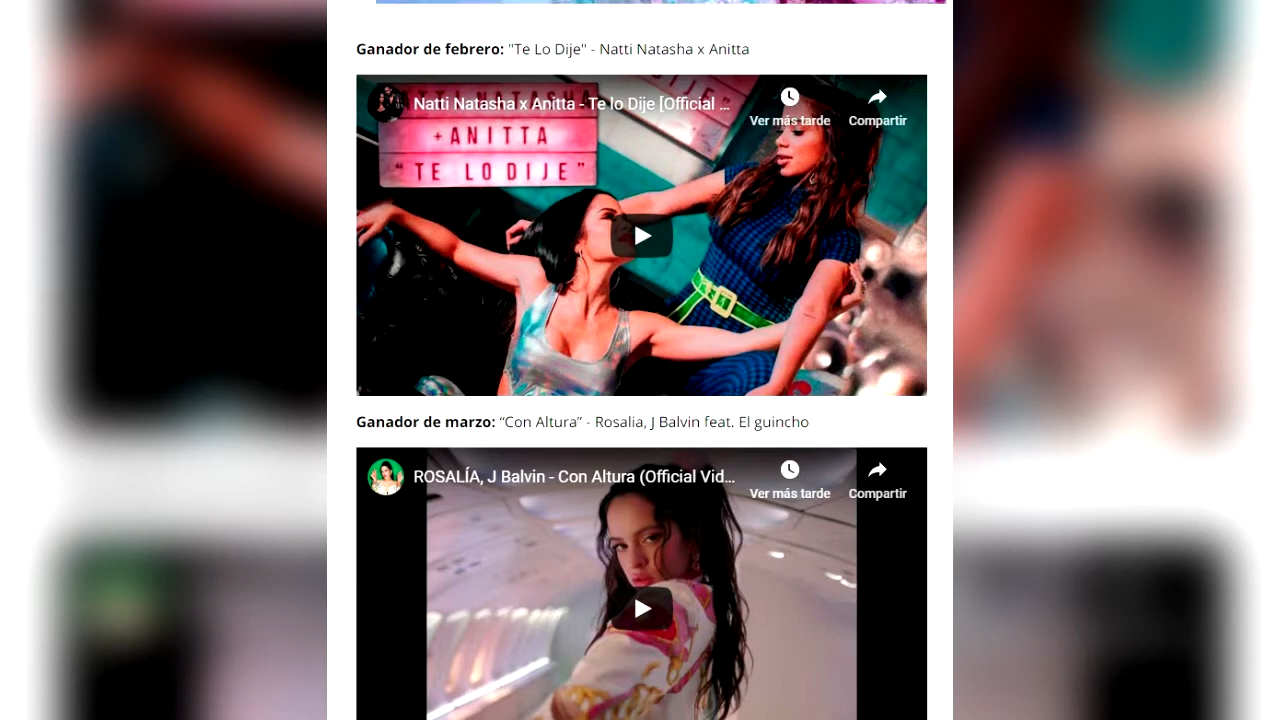 Ganador de febrero: "Te Lo Dije" - Natti Natasha x Anitta
Natti Natasha x Anitta - Te lo Dije [Official ...
Ver más tarde
Compartir
+ANITTA
"TE LO DIJE"
Ganador de marzo: “Con Altura” - Rosalia, J Balvin feat. El guincho
ROSALÍA, J Balvin - Con Altura (Official Vid...
Ver más tarde
Compartir